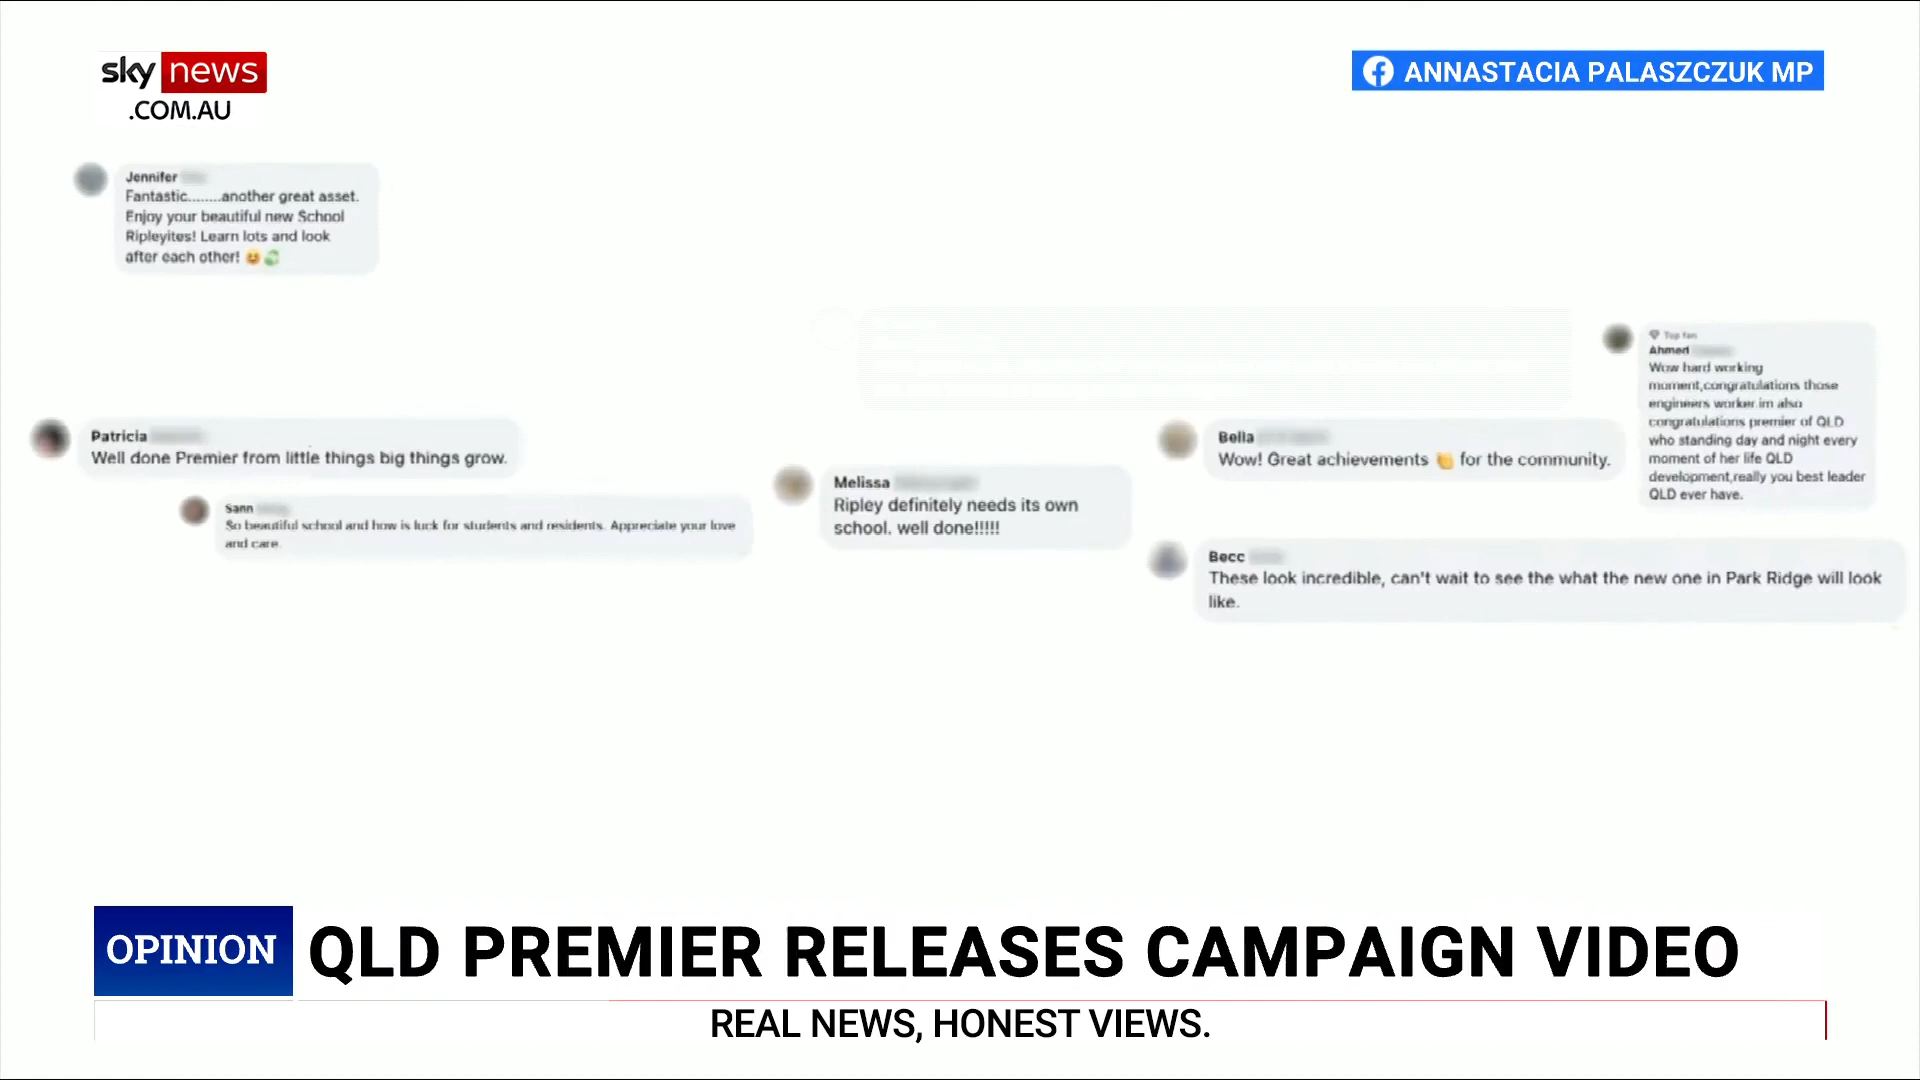 sky news
.COM.AU
ANNASTACIA PALASZCZUK MP
Jennifer
Fantastic........another great asset.
Enjoy your beautiful new School
Ripleyites! Learn lots and look
after each other! 😆
Top fan
Ahmed
Wow hard working
moment,congratulations those
engineers worker.im also
congratulations premier of QLD
who standing day and night every
moment of her life QLD
development,really you best leader
QLD ever have.
Patricia
Well done Premier from little things big things grow.
Bella
Wow! Great achievements 👏 for the community.
Melissa
Ripley definitely needs its own
school. well done!!!!!
Sann
So beautiful school and how is luck for students and residents. Appreciate your love
and care.
Becc
These look incredible, can't wait to see the what the new one in Park Ridge will look
like.
OPINION
QLD PREMIER RELEASES CAMPAIGN VIDEO
REAL NEWS, HONEST VIEWS.